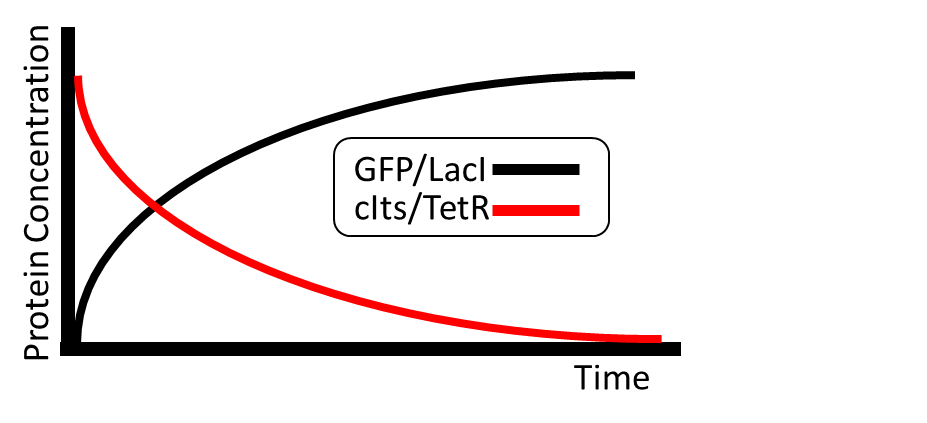 Protein Concentration
GFP/LacI
cIts/TetR
Time